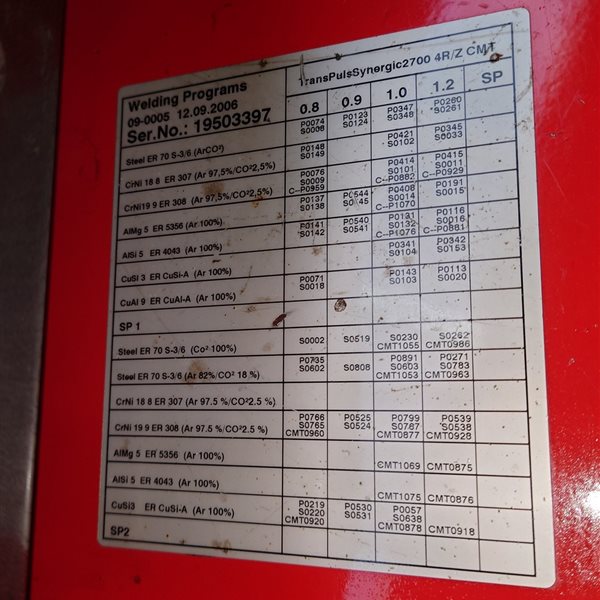 TransPulsSynergic2700 4R/Z CMT
Welding Programs
09-0005 12.09.2006
Ser.No.: 19503397
0.8 0.9 1.0 1.2 SP
Steel ER 70 S-3/6 (ArCO²) P0074 P0123 P0347 P0260
S0008 S0124 S0348 S0261
CrNi 18 8 ER 307 (Ar 97,5%/CO²2,5%) P0148 P0421 P0345
S0149 S0102 S0033
CrNi19 9 ER 308 (Ar 97,5%/CO²2,5%) P0076 P0414 P0415
S0009 S0101 S0011
C-P0959 C-P0882 C-P0929
AlMg 5 ER 5356 (Ar 100%) P0137 P0408 P0191
S0138 S0014 S0015
C-P1070
AlSi 5 ER 4043 (Ar 100%) P0141 P0540 P0131 P0116
S0142 S0541 S0132 S0016
C-P1076 C-P0881
CuSi 3 ER CuSi-A (Ar 100%) P0341 P0342
S0104 S0153
CuAl 9 ER CuAl-A (Ar 100%) P0071 P0143 P0113
S0018 S0103 S0020
SP 1
Steel ER 70 S-3/6 (Co² 100%) S0002 S0519 S0230 S0262
CMT1055 CMT0986
Steel ER 70 S-3/6 (Ar 82%/CO² 18 %) P0735 P0891 P0271
S0602 S0808 S0603 S0783
CMT1053 CMT0963
CrNi 18 8 ER 307 (Ar 97.5 %/CO²2.5 %)
CrNi 19 9 ER 308 (Ar 97.5 %/CO²2.5 %) P0766 P0525 P0799 P0539
S0765 S0524 S0787 S0538
CMT0960 CMT0877 CMT0928
AlMg 5 ER 5356 (Ar 100%)
CMT1069 CMT0875
AlSi 5 ER 4043 (Ar 100%)
CMT1075 CMT0876
CuSi3 ER CuSi-A (Ar 100%) P0219 P0530 P0057
S0220 S0531 S0638
CMT0920 CMT0878 CMT0918
SP2